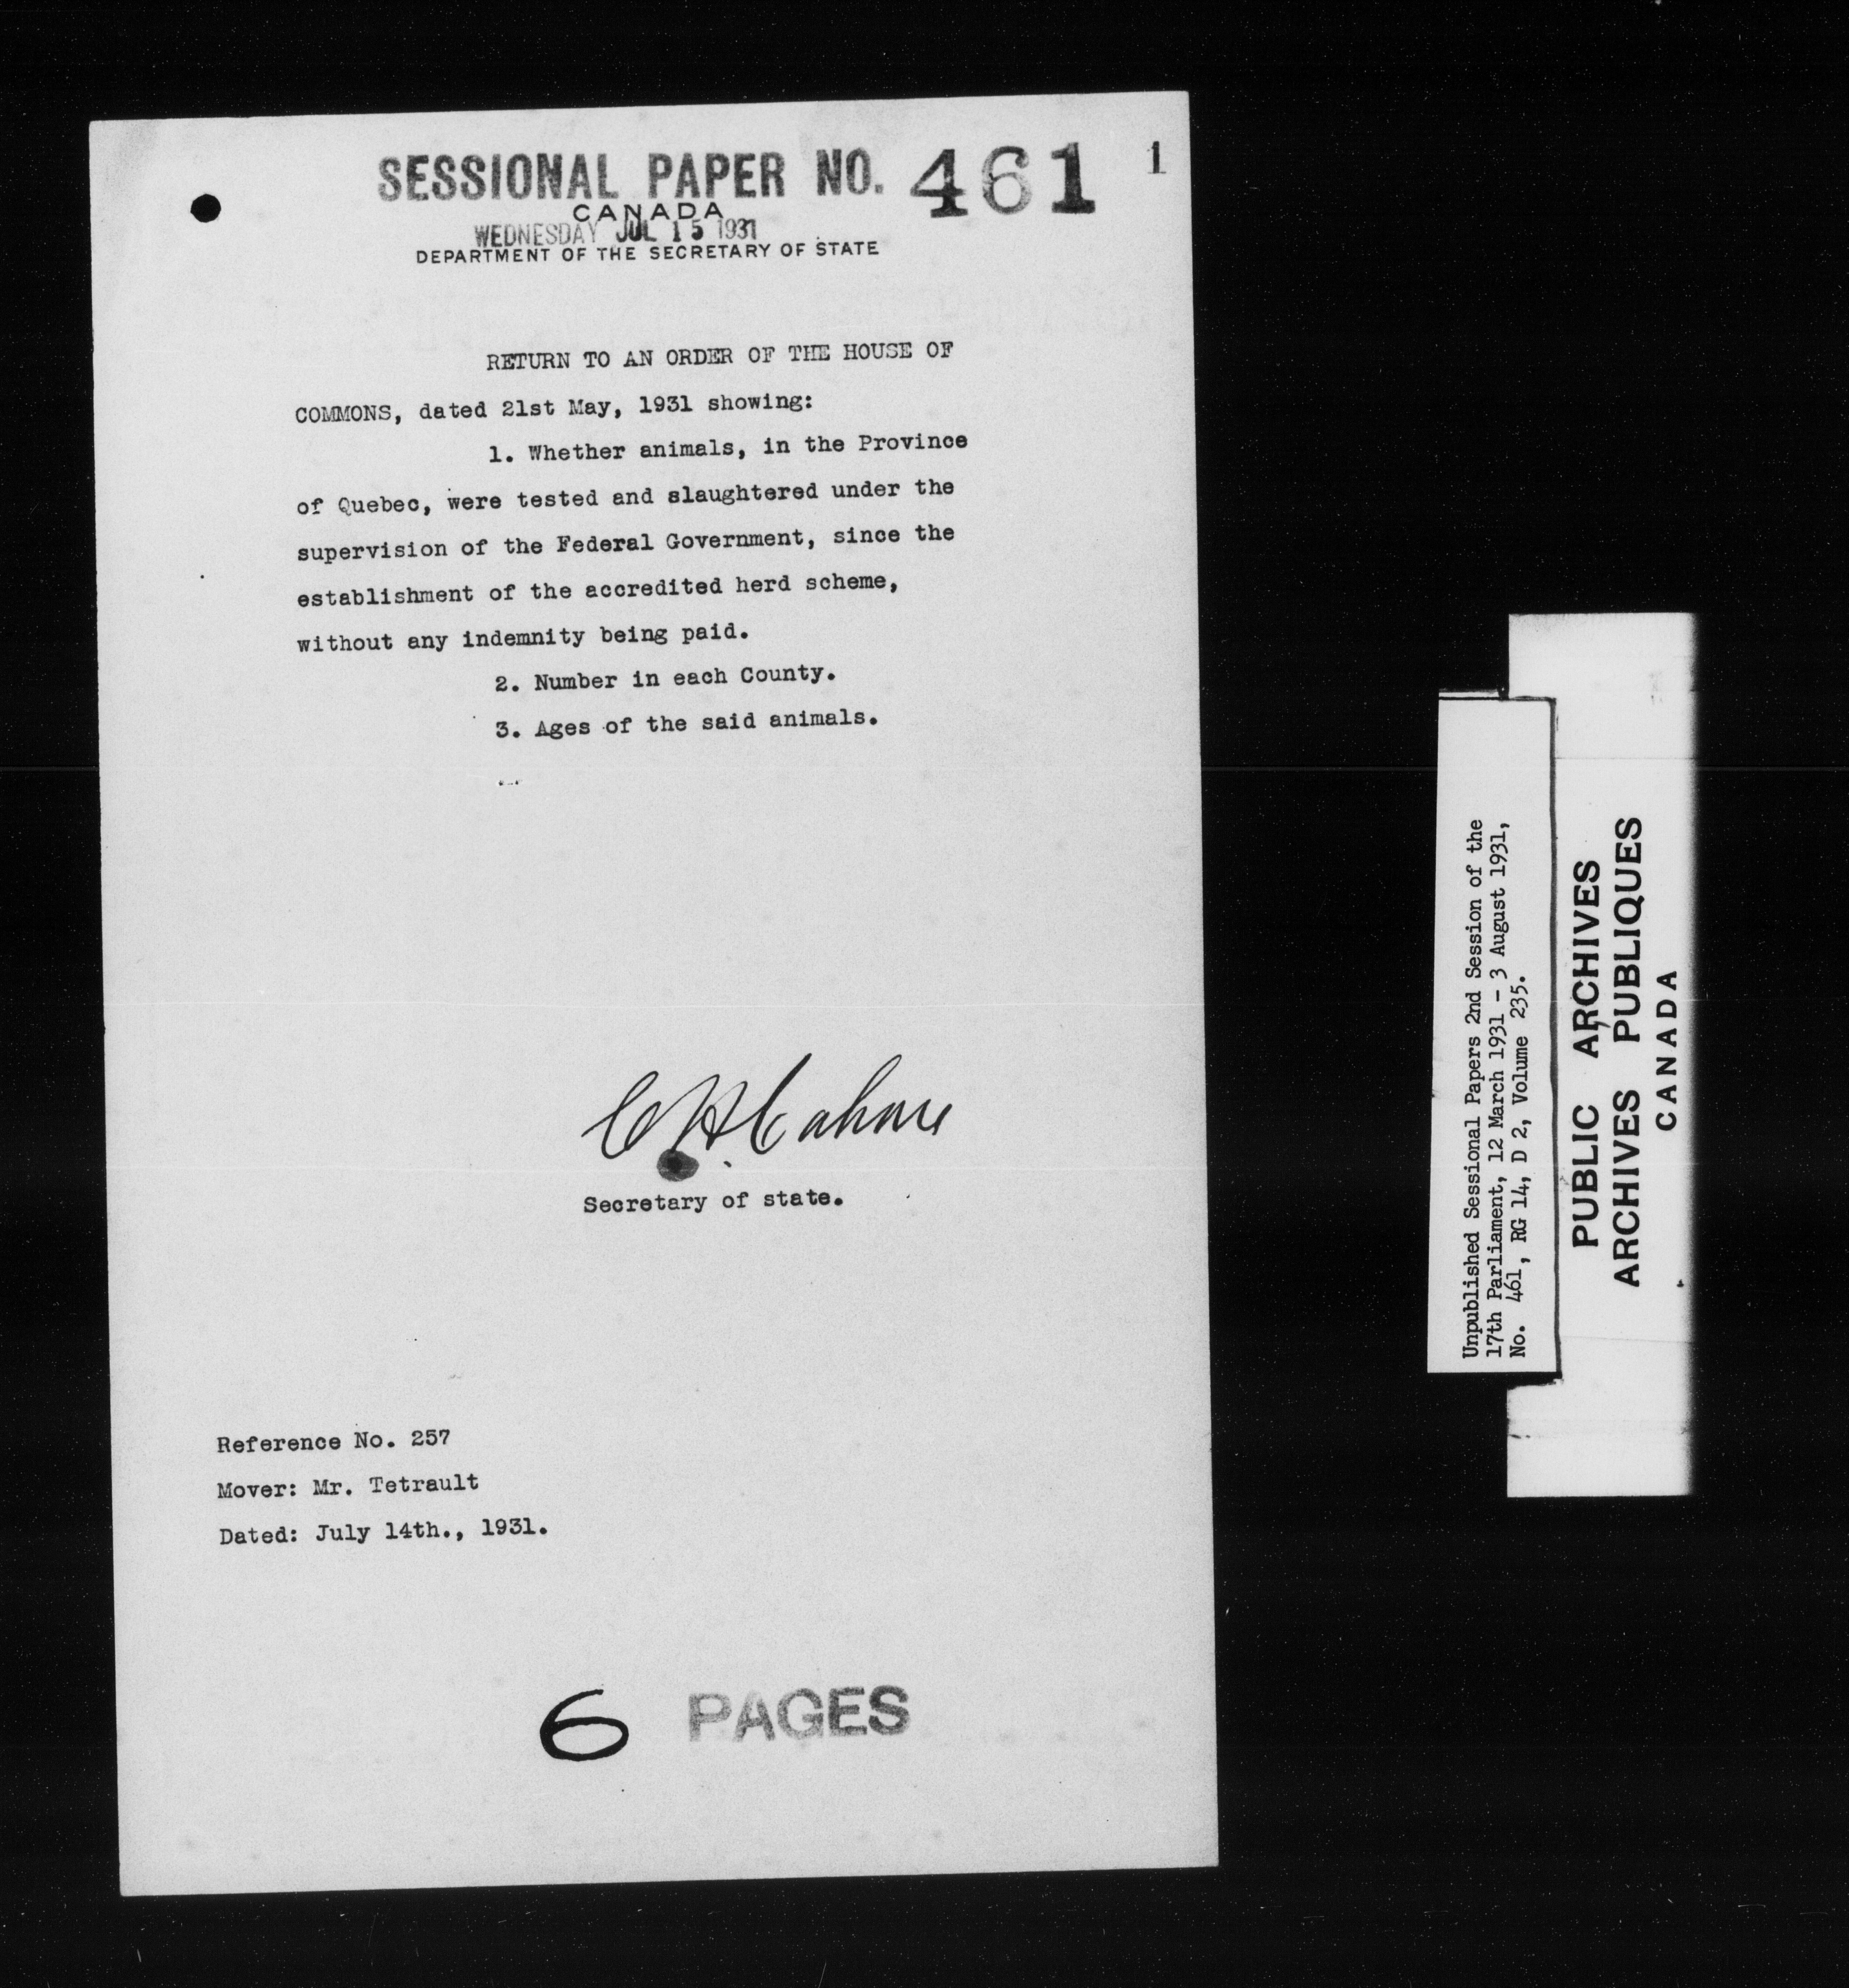 SESSIONAL PAPER NO. 461
1
CANADA
WEDNESDAY JUL 15 1931
DEPARTMENT OF THE SECRETARY OF STATE
RETURN TO AN ORDER OF THE HOUSE OF
COMMONS, dated 21st May, 1931 showing:
1. Whether animals, in the Province
of Quebec, were tested and slaughtered under the
supervision of the Federal Government, since the
establishment of the accredited herd scheme,
without any indemnity being paid.
2. Number in each County.
3. Ages of the said animals.
C H Cahan
Secretary of state.
Reference No. 257
Mover: Mr. Tetrault
Dated: July 14th., 1931.
6 PAGES
Unpublished Sessional Papers 2nd Session of the
17th Parliament, 12 March 1931 - 3 August 1931,
No. 461, RG 14, D 2, Volume 235.
PUBLIC ARCHIVES
ARCHIVES PUBLIQUES
CANADA